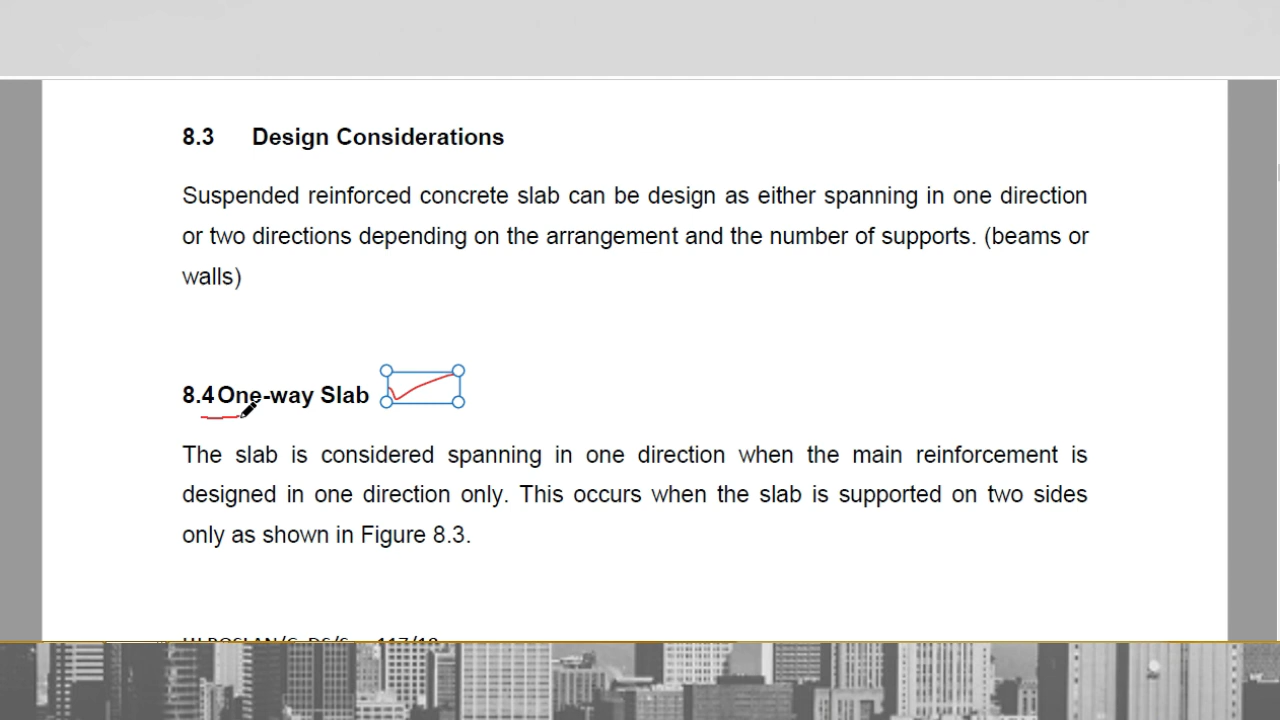 8.3 Design Considerations
Suspended reinforced concrete slab can be design as either spanning in one direction
or two directions depending on the arrangement and the number of supports. (beams or
walls)
8.4 One-way Slab
The slab is considered spanning in one direction when the main reinforcement is
designed in one direction only. This occurs when the slab is supported on two sides
only as shown in Figure 8.3.